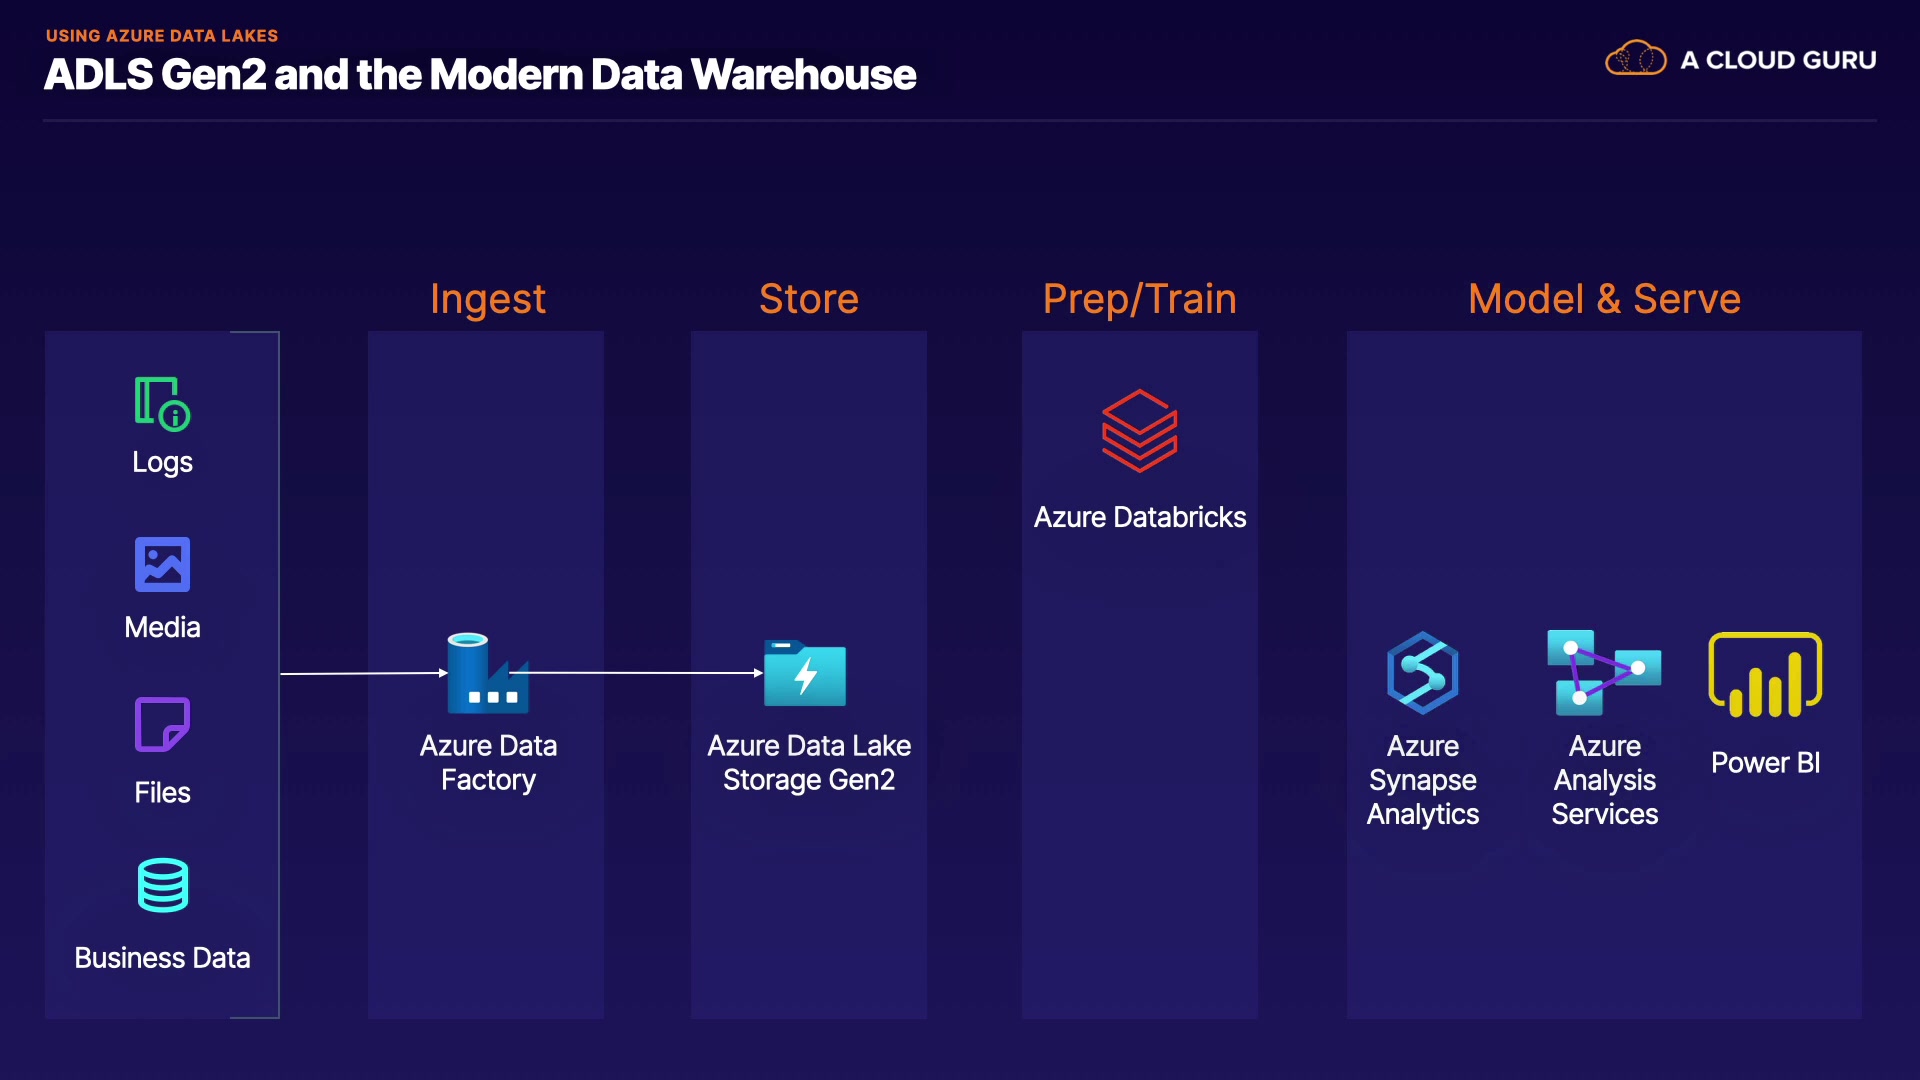 USING AZURE DATA LAKES
ADLS Gen2 and the Modern Data Warehouse
A CLOUD GURU
Logs
Media
Files
Business Data
Ingest
Azure Data
Factory
Store
Azure Data Lake
Storage Gen2
Prep/Train
Azure Databricks
Model & Serve
Azure
Synapse
Analytics
Azure
Analysis
Services
Power BI